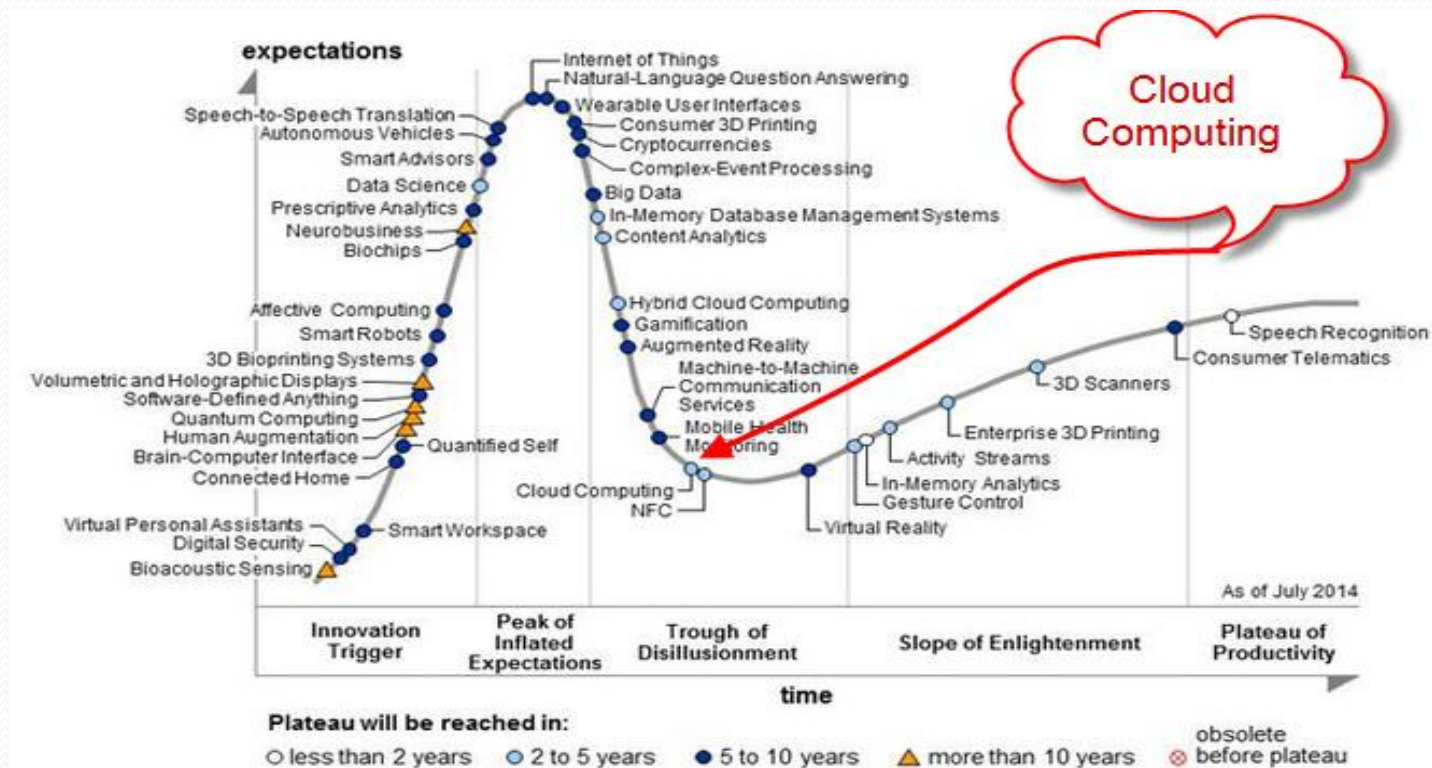 expectations
Cloud
Computing
Internet of Things
Natural-Language Question Answering
Wearable User Interfaces
Consumer 3D Printing
Cryptocurrencies
Complex-Event Processing
Speech-to-Speech Translation
Autonomous Vehicles
Smart Advisors
Data Science
Prescriptive Analytics
Neurobusiness
Biochips
Big Data
In-Memory Database Management Systems
Content Analytics
Affective Computing
Smart Robots
3D Bioprinting Systems
Volumetric and Holographic Displays
Software-Defined Anything
Quantum Computing
Human Augmentation
Brain-Computer Interface
Connected Home
Quantified Self
Virtual Personal Assistants
Digital Security
Bioacoustic Sensing
Smart Workspace
Hybrid Cloud Computing
Gamification
Augmented Reality
Machine-to-Machine
Communication
Services
Mobile Health
Monitoring
Cloud Computing
NFC
Virtual Reality
Gesture Control
In-Memory Analytics
Activity Streams
Enterprise 3D Printing
3D Scanners
Consumer Telematics
Speech Recognition
As of July 2014
Innovation
Trigger
Peak of
Inflated
Expectations
Trough of
Disillusionment
Slope of Enlightenment
Plateau of
Productivity
time
Plateau will be reached in:
less than 2 years
2 to 5 years
5 to 10 years
more than 10 years
obsolete
before plateau